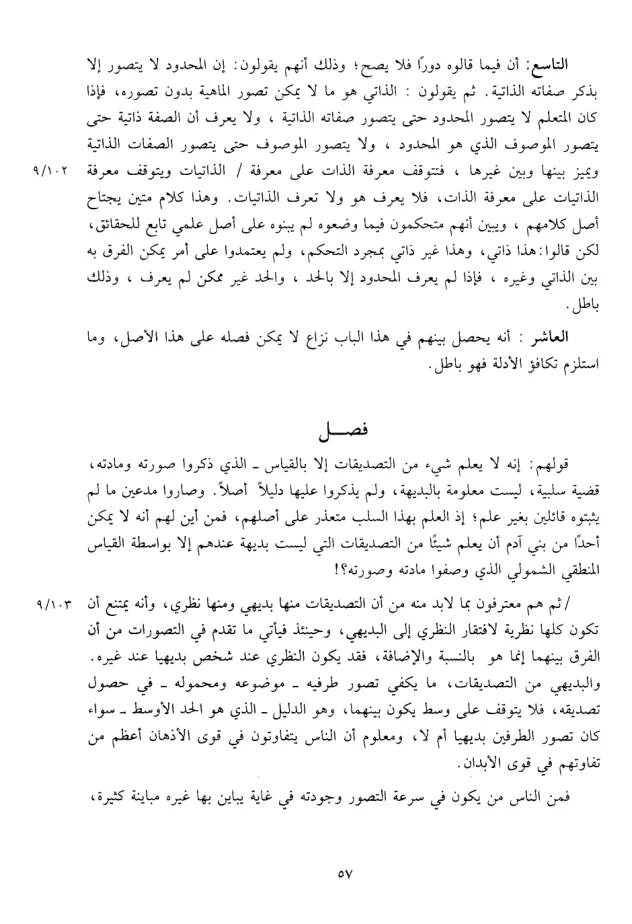 التاسع: أن فيما قالوه دورًا فلا يصح؛ وذلك أنهم يقولون: إن المحدود لا يتصور إلا
بذكر صفاته الذاتية. ثم يقولون : الذاتي هو ما لا يمكن تصور الماهية بدون تصوره، فإذا
كان المتعلم لا يتصور المحدود حتى يتصور صفاته الذاتية ، ولا يعرف أن الصفة ذاتية حتى
يتصور الموصوف الذي هو المحدود ، ولا يتصور الموصوف حتى يتصور الصفات الذاتية
ويميز بينها وبين غيرها ، فتتوقف معرفة الذات على معرفة / الذاتيات ويتوقف معرفة ٩/١٠٢
الذاتيات على معرفة الذات، فلا يعرف هو ولا تعرف الذاتيات. وهذا كلام متين يجتاح
أصل كلامهم ، ويبين أنهم متحكمون فيما وضعوه لم يبنوه على أصل علمي تابع للحقائق،
لكن قالوا: هذا ذاتي، وهذا غير ذاتي بمجرد التحكم، ولم يعتمدوا على أمر يمكن الفرق به
بين الذاتي وغيره ، فإذا لم يعرف المحدود إلا بالحد ، والحد غير ممكن لم يعرف ، وذلك
باطل.
العاشر : أنه يحصل بينهم في هذا الباب نزاع لا يمكن فصله على هذا الأصل، وما
استلزم تكافؤ الأدلة فهو باطل.
فصـــل
قولهم: إنه لا يعلم شيء من التصديقات إلا بالقياس ـ الذي ذكروا صورته ومادته،
قضية سلبية، ليست معلومة بالبديهة، ولم يذكروا عليها دليلاً أصلاً. وصاروا مدعين ما لم
يثبتوه قائلين بغير علم؛ إذ العلم بهذا السلب متعذر على أصلهم، فمن أين لهم أنه لا يمكن
أحدًا من بني آدم أن يعلم شيئًا من التصديقات التي ليست بديهة عندهم إلا بواسطة القياس
المنطقي الشمولي الذي وصفوا مادته وصورته؟!
/ ثم هم معترفون بما لابد منه من أن التصديقات منها بديهي ومنها نظري، وأنه يمتنع أن ٩/١٠٣
تكون كلها نظرية لافتقار النظري إلى البديهي، وحينئذ فيأتي ما تقدم في التصورات من أن
الفرق بينهما إنما هو بالنسبة والإضافة، فقد يكون النظري عند شخص بديهيا عند غيره.
والبديهي من التصديقات، ما يكفي تصور طرفيه ـ موضوعه ومحموله ـ في حصول
تصديقه، فلا يتوقف على وسط يكون بينهما، وهو الدليل ـ الذي هو الحد الأوسط ـ سواء
كان تصور الطرفين بديهيا أم لا، ومعلوم أن الناس يتفاوتون في قوى الأذهان أعظم من
تفاوتهم في قوى الأبدان.
فمن الناس من يكون في سرعة التصور وجودته في غاية يباين بها غيره مباينة كثيرة،
٥٧